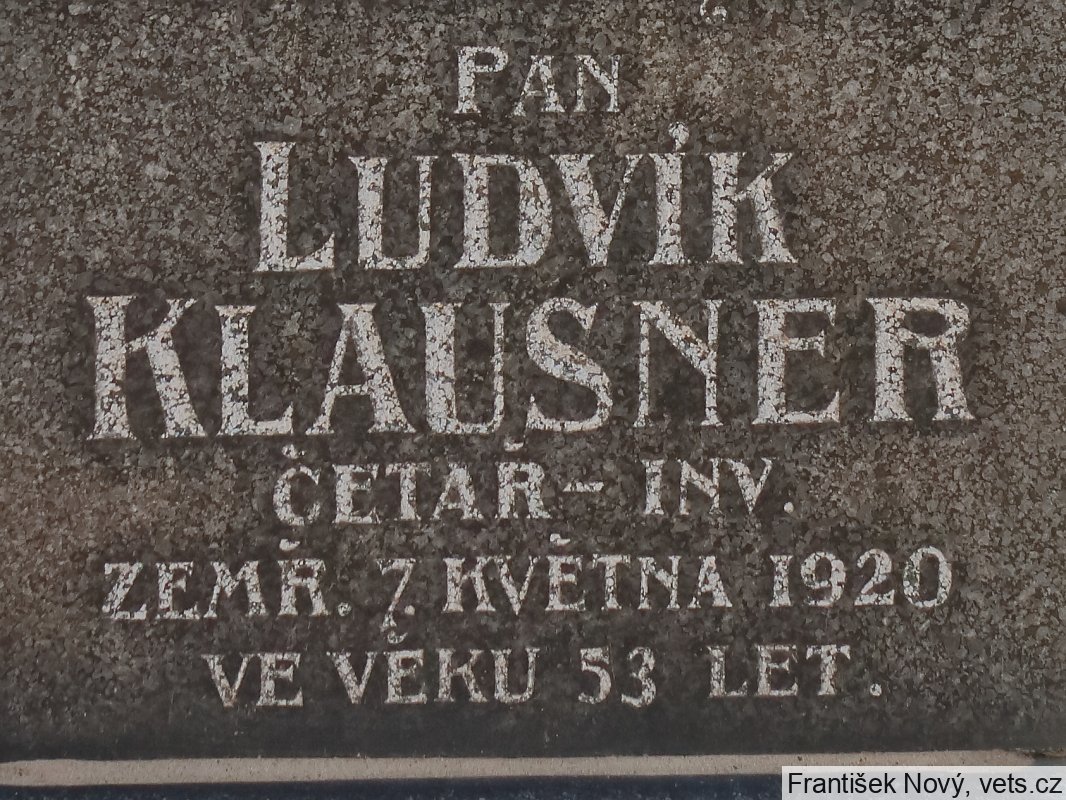 PAN
LUDVÍK
KLAUSNER
ČETAŘ - INV.
ZEMŘ. 7. KVĚTNA 1920
VE VĚKU 53 LET.
František Nový, vets.cz